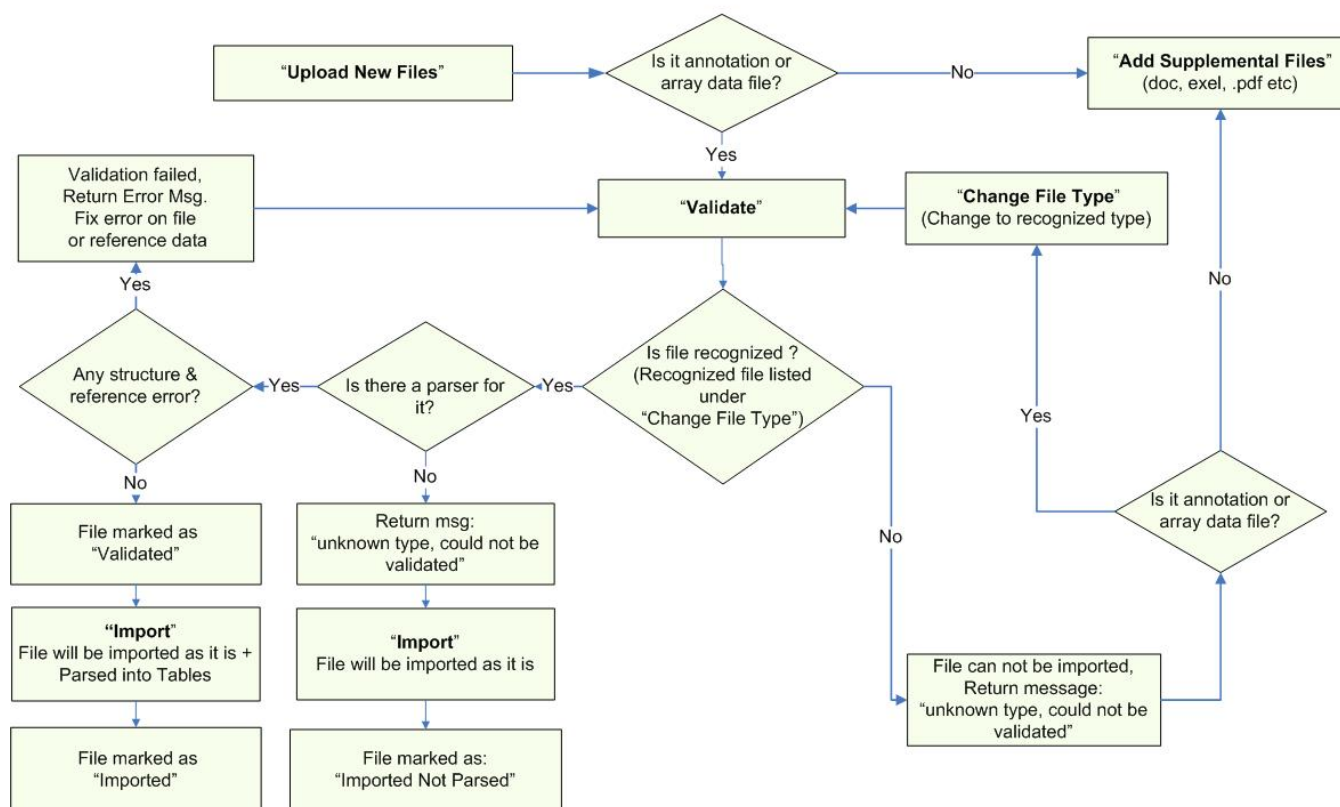 “Upload New Files”
Is it annotation or
array data file?
No
“Add Supplemental Files”
(doc, exel, .pdf etc)
Yes
Validation failed,
Return Error Msg.
Fix error on file
or reference data
“Validate”
“Change File Type”
(Change to recognized type)
Yes
No
Any structure &
reference error?
Yes
Is there a parser for
it?
Yes
Is file recognized ?
(Recognized file listed
under
“Change File Type”)
Yes
Is it annotation or
array data file?
No
No
No
File marked as
“Validated”
Return msg:
“unknown type, could not be
validated”
“Import”
File will be imported as it is +
Parsed into Tables
“Import”
File will be imported as it is
File can not be imported,
Return message:
“unknown type, could not be
validated”
File marked as
“Imported”
File marked as:
“Imported Not Parsed”